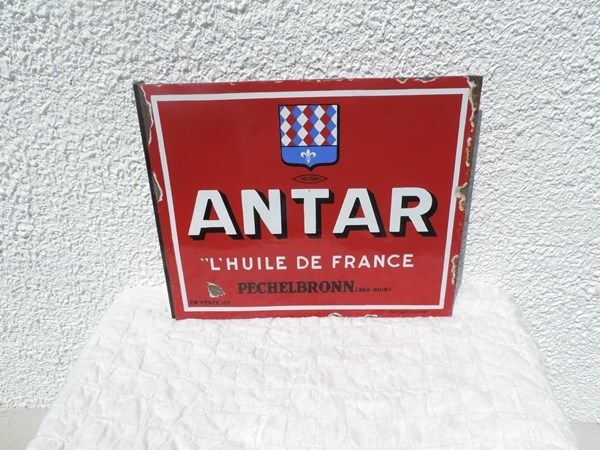 ANTAR
"L'HUILE DE FRANCE
PECHELBRONN (BAS-RHIN)
EN VENTE ICI